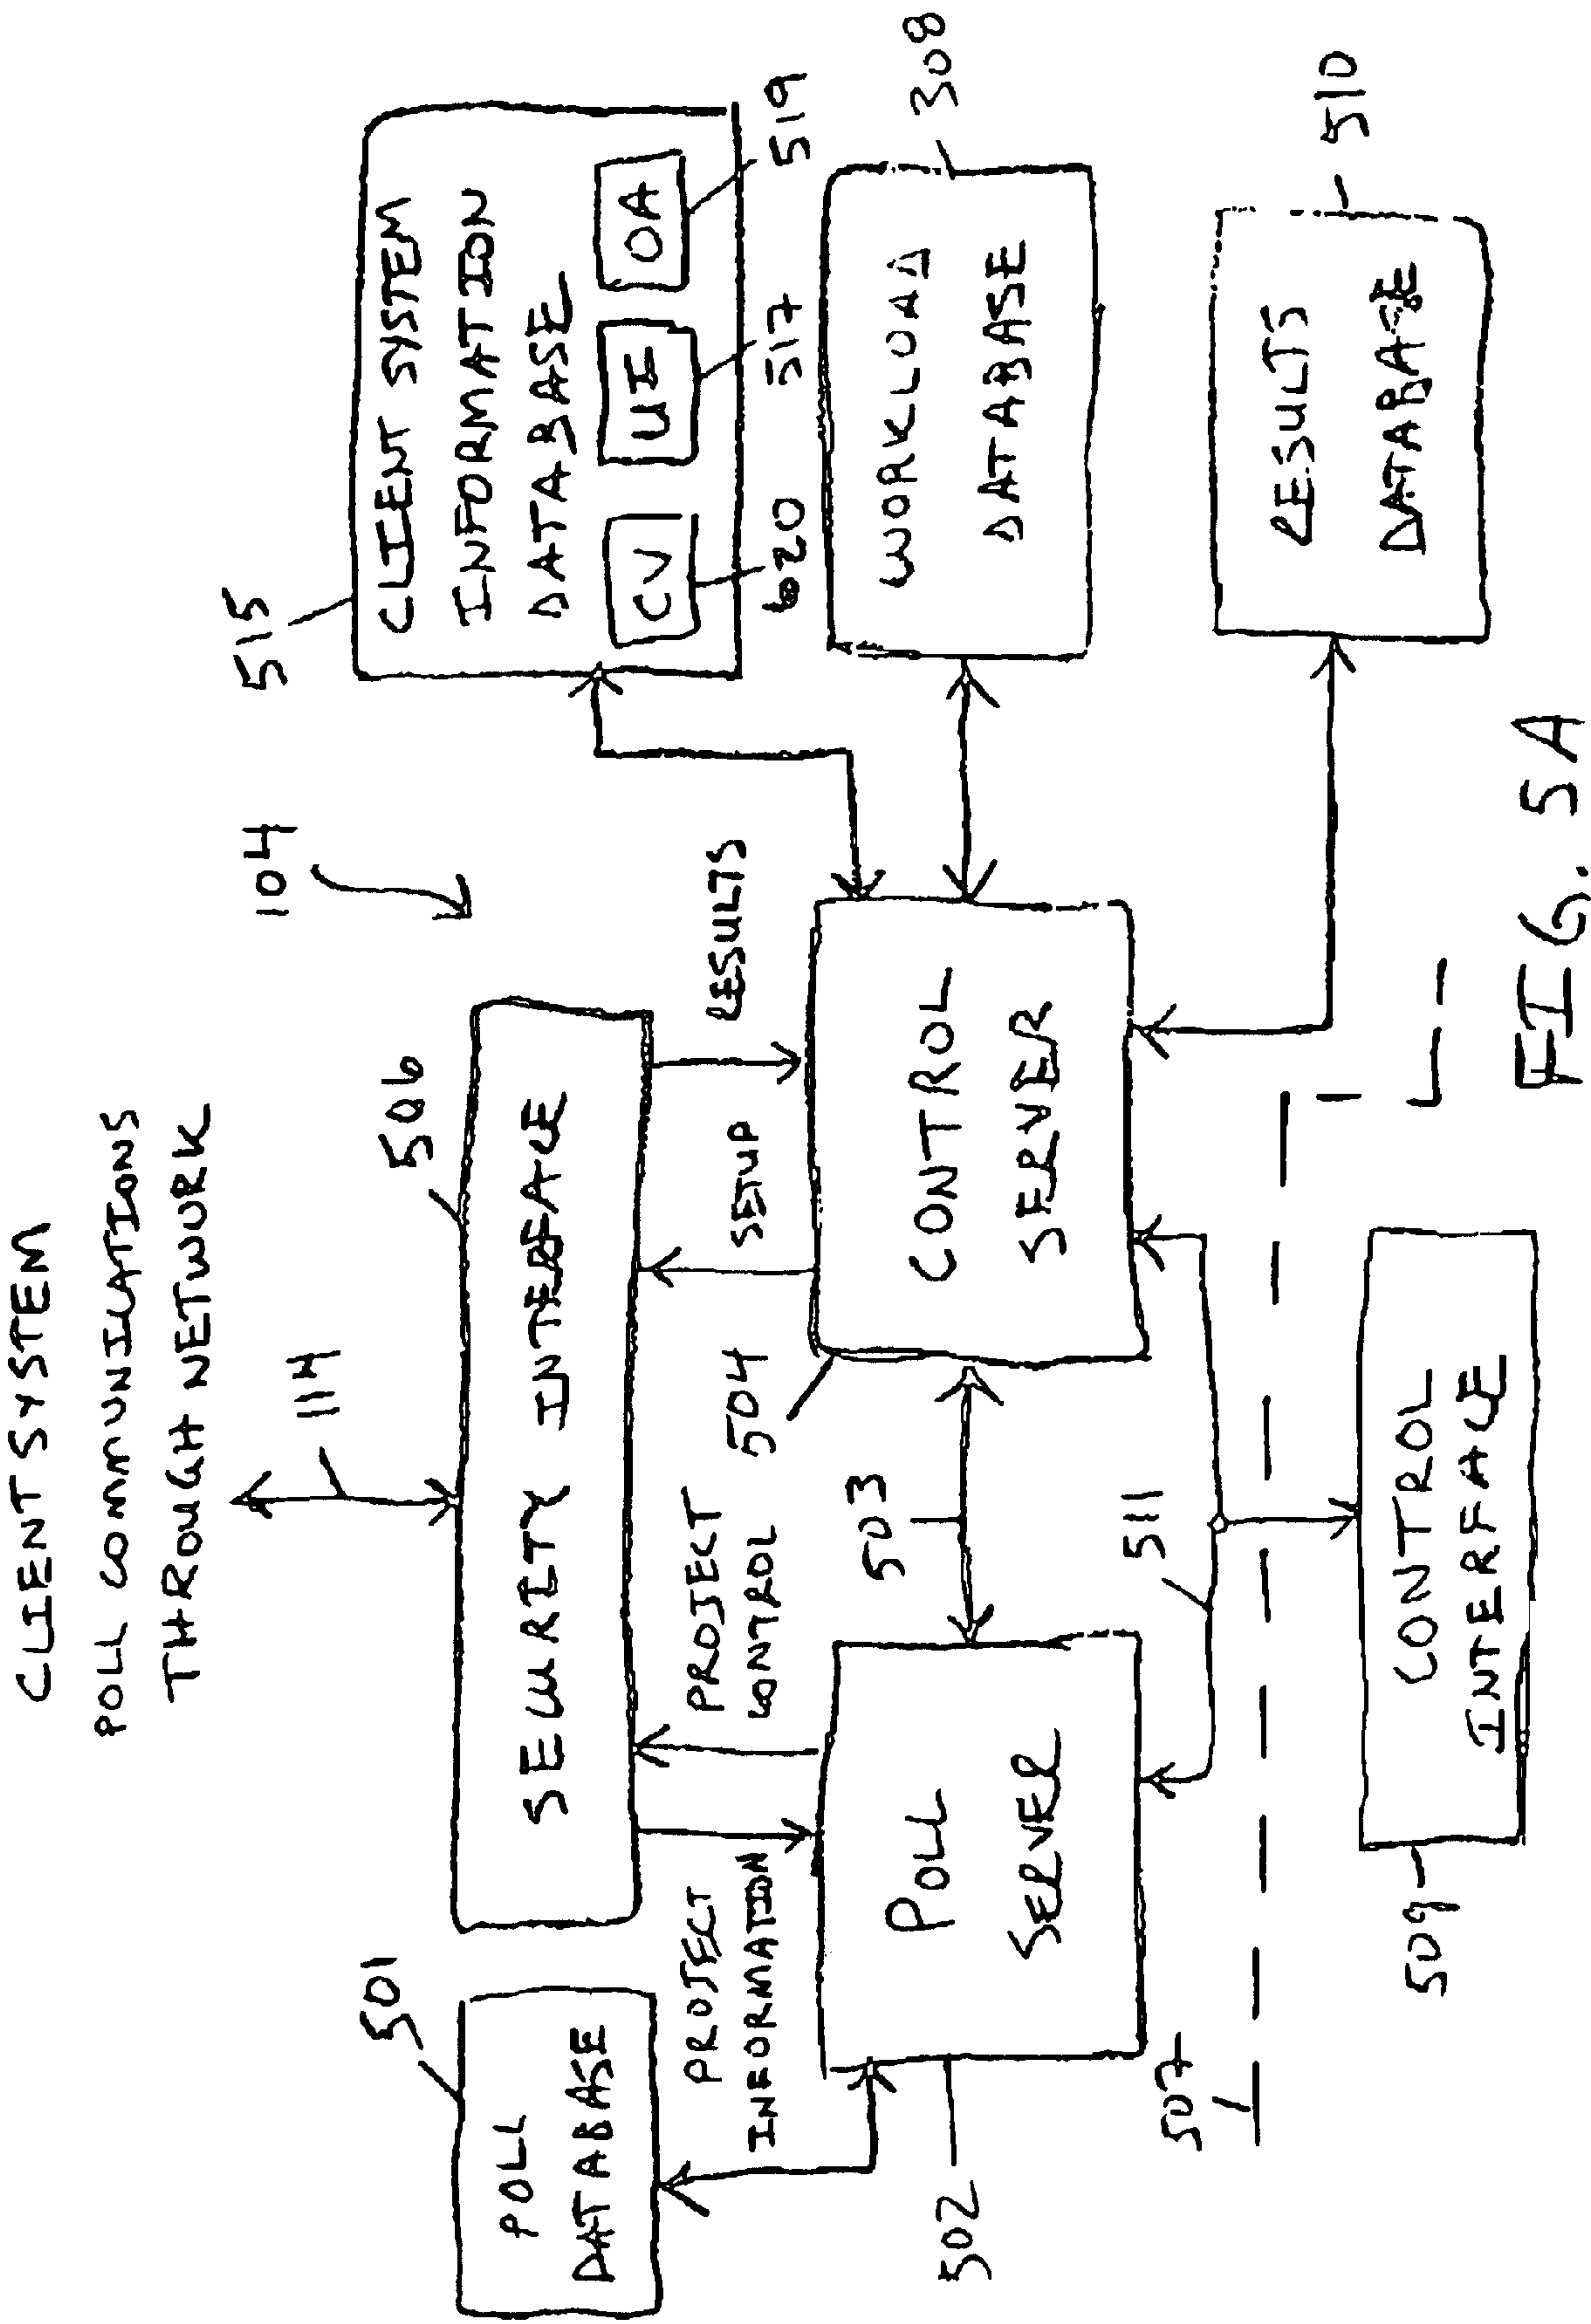 CLIENT SYSTEM
POLL COMMUNICATIONS
THROUGH NETWORK
114
104
515
501
506
CLIENT SYSTEM
INFORMATION
DATABASE
CV
UI
OA
620
517
519
POLL
DATABASE
SECURITY INTERFACE
PROJECT
INFORMATION
PROJECT
CONTROL
504
SETUP
RESULTS
308
WORKLOAD
DATABASE
502
POLL
SERVER
503
CONTROL
SERVER
510
RESULTS
DATABASE
507
511
509
CONTROL
INTERFACE
FIG. 5A